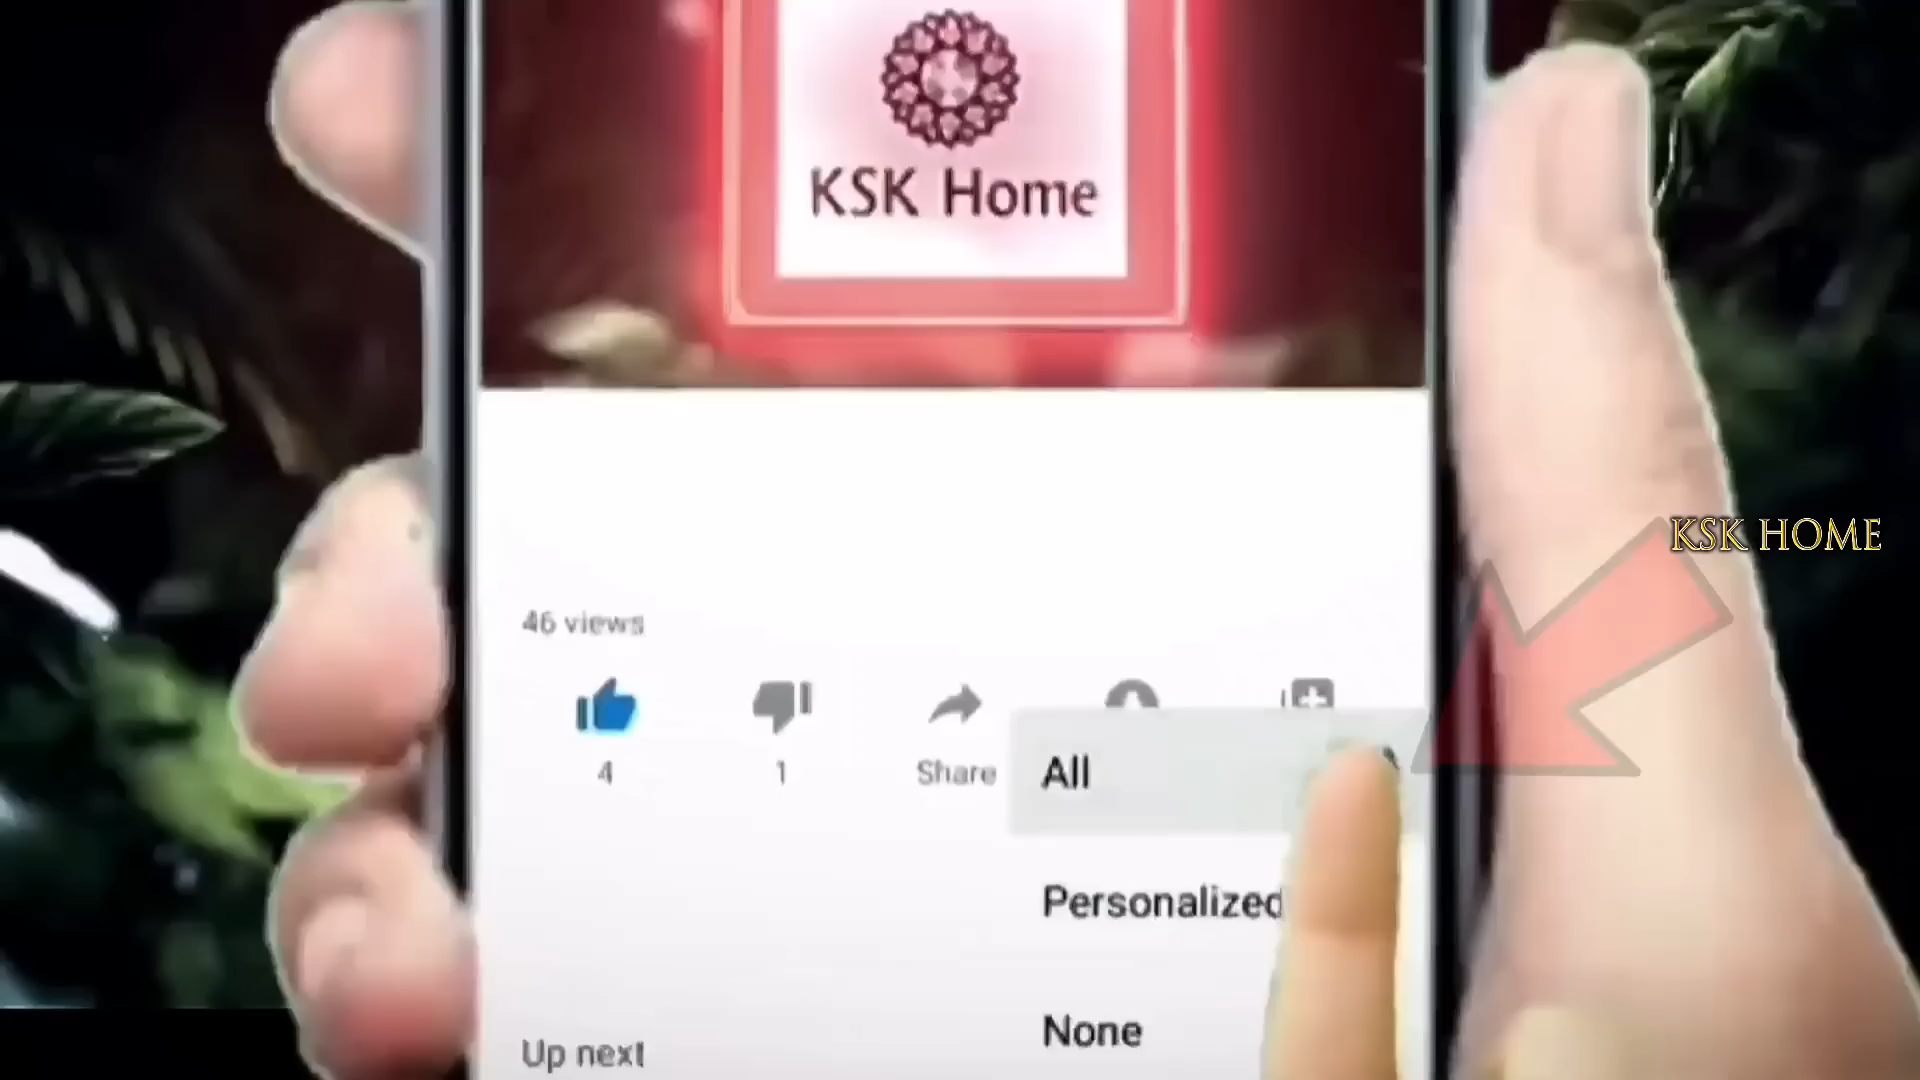 KSK Home
KSK HOME
46 views
4
1
Share
All
Personalized
None
Up next